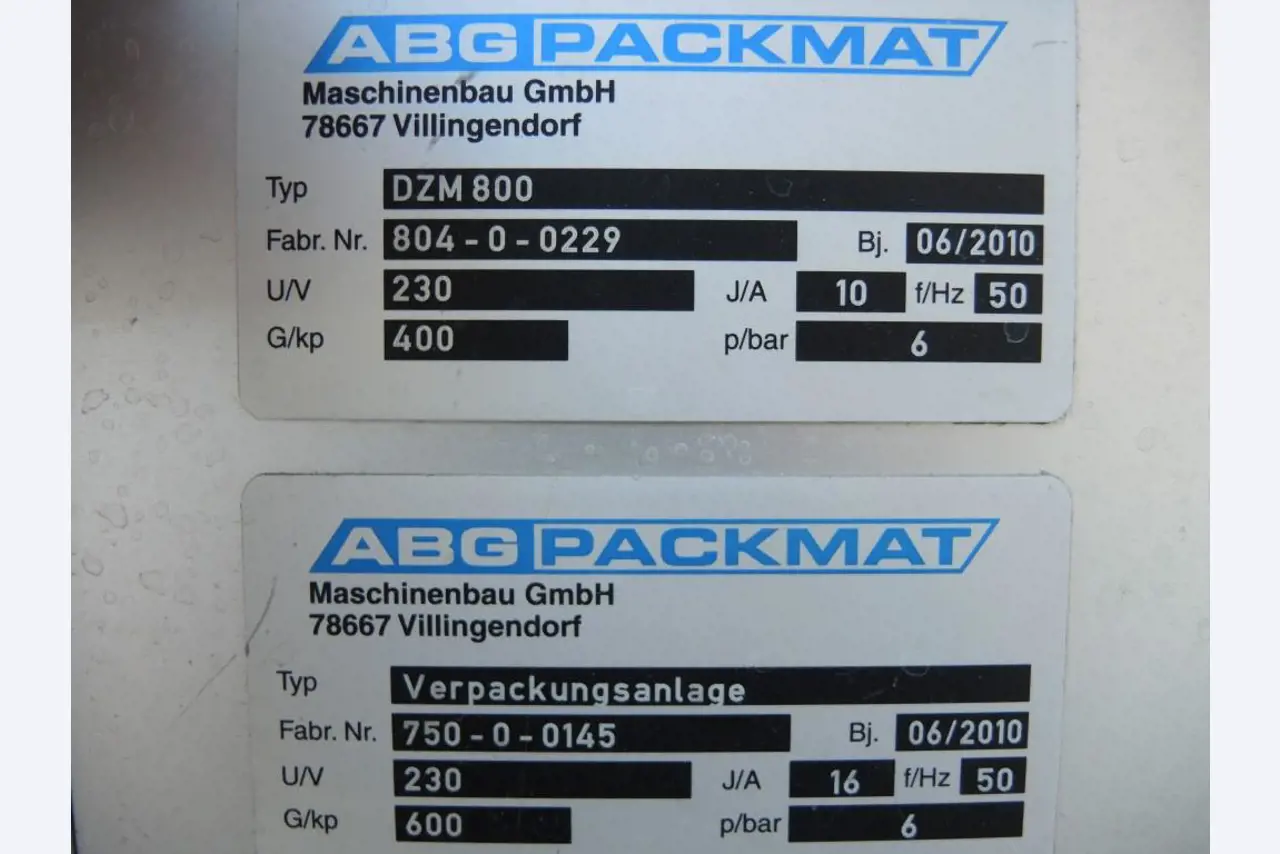 ABG PACKMAT
Maschinenbau GmbH
78667 Villingendorf
Typ DZM 800
Fabr. Nr. 804-0-0229 Bj. 06/2010
U/V 230 J/A 10 f/Hz 50
G/kp 400 p/bar 6
ABG PACKMAT
Maschinenbau GmbH
78667 Villingendorf
Typ Verpackungsanlage
Fabr. Nr. 750-0-0145 Bj. 06/2010
U/V 230 J/A 16 f/Hz 50
G/kp 600 p/bar 6